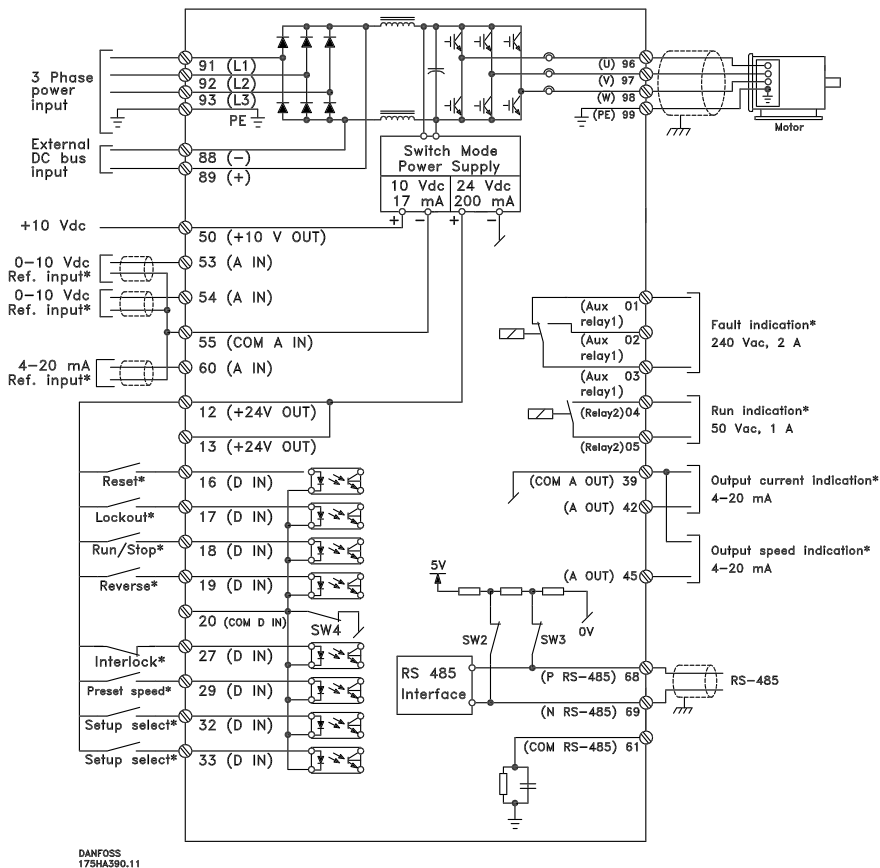 3 Phase
power
input
91 (L1)
92 (L2)
93 (L3)
PE
External
DC bus
input
88 (−)
89 (+)
Switch Mode
Power Supply
10 Vdc
17 mA
24 Vdc
200 mA
+ − + −
(U) 96
(V) 97
(W) 98
(PE) 99
Motor
+10 Vdc
50 (+10 V OUT)
0−10 Vdc
Ref. input*
53 (A IN)
0−10 Vdc
Ref. input*
54 (A IN)
55 (COM A IN)
4−20 mA
Ref. input*
60 (A IN)
12 (+24V OUT)
13 (+24V OUT)
Reset*
16 (D IN)
Lockout*
17 (D IN)
Run/Stop*
18 (D IN)
Reverse*
19 (D IN)
20 (COM D IN)
SW4
Interlock*
27 (D IN)
Preset speed*
29 (D IN)
Setup select*
32 (D IN)
Setup select*
33 (D IN)
(Aux 01
relay1)
(Aux 02
relay1)
(Aux 03
relay1)
Fault indication*
240 Vac, 2 A
(Relay2)04
(Relay2)05
Run indication*
50 Vac, 1 A
(COM A OUT) 39
(A OUT) 42
Output current indication*
4−20 mA
(A OUT) 45
Output speed indication*
4−20 mA
5V
0V
SW2
SW3
RS 485
Interface
(P RS−485) 68
(N RS−485) 69
RS−485
(COM RS−485) 61
DANFOSS
175HA390.11